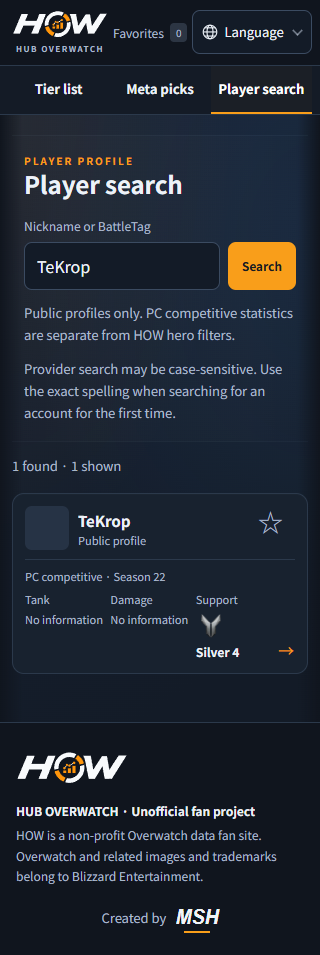 HOW
HUB OVERWATCH
Favorites 0
Language
Tier list Meta picks Player search
PLAYER PROFILE
Player search
Nickname or BattleTag
TeKrop Search
Public profiles only. PC competitive statistics
are separate from HOW hero filters.
Provider search may be case-sensitive. Use
the exact spelling when searching for an
account for the first time.
1 found · 1 shown
TeKrop
Public profile
PC competitive · Season 22
Tank Damage Support
No information No information
Silver 4 →
HOW
HUB OVERWATCH · Unofficial fan project
HOW is a non-profit Overwatch data fan site.
Overwatch and related images and trademarks
belong to Blizzard Entertainment.
Created by MSH